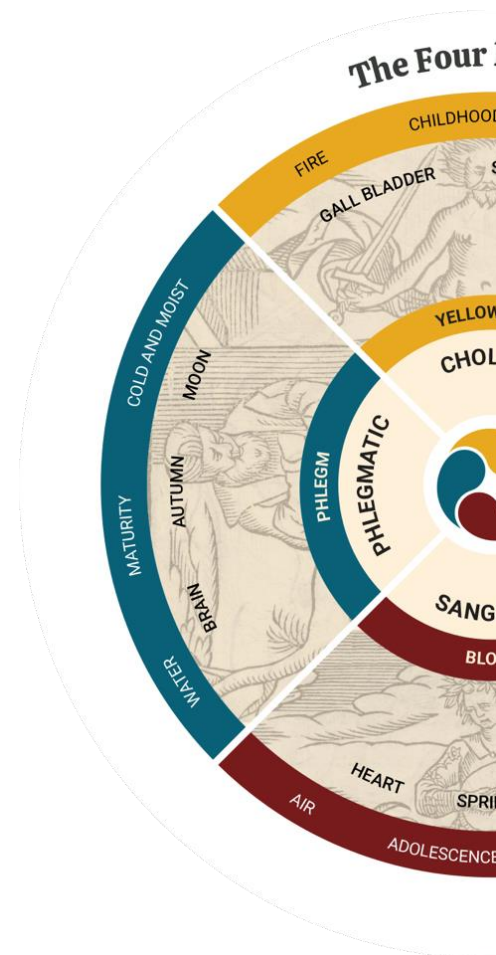 The Four
FIRE
CHILDHOOD
GALL BLADDER
YELLOW
CHOL
COLD AND MOIST
MOON
MATURITY
AUTUMN
PHLEGM
PHLEGMATIC
BRAIN
WATER
SANG
BLO
HEART
SPRI
AIR
ADOLESCENCE